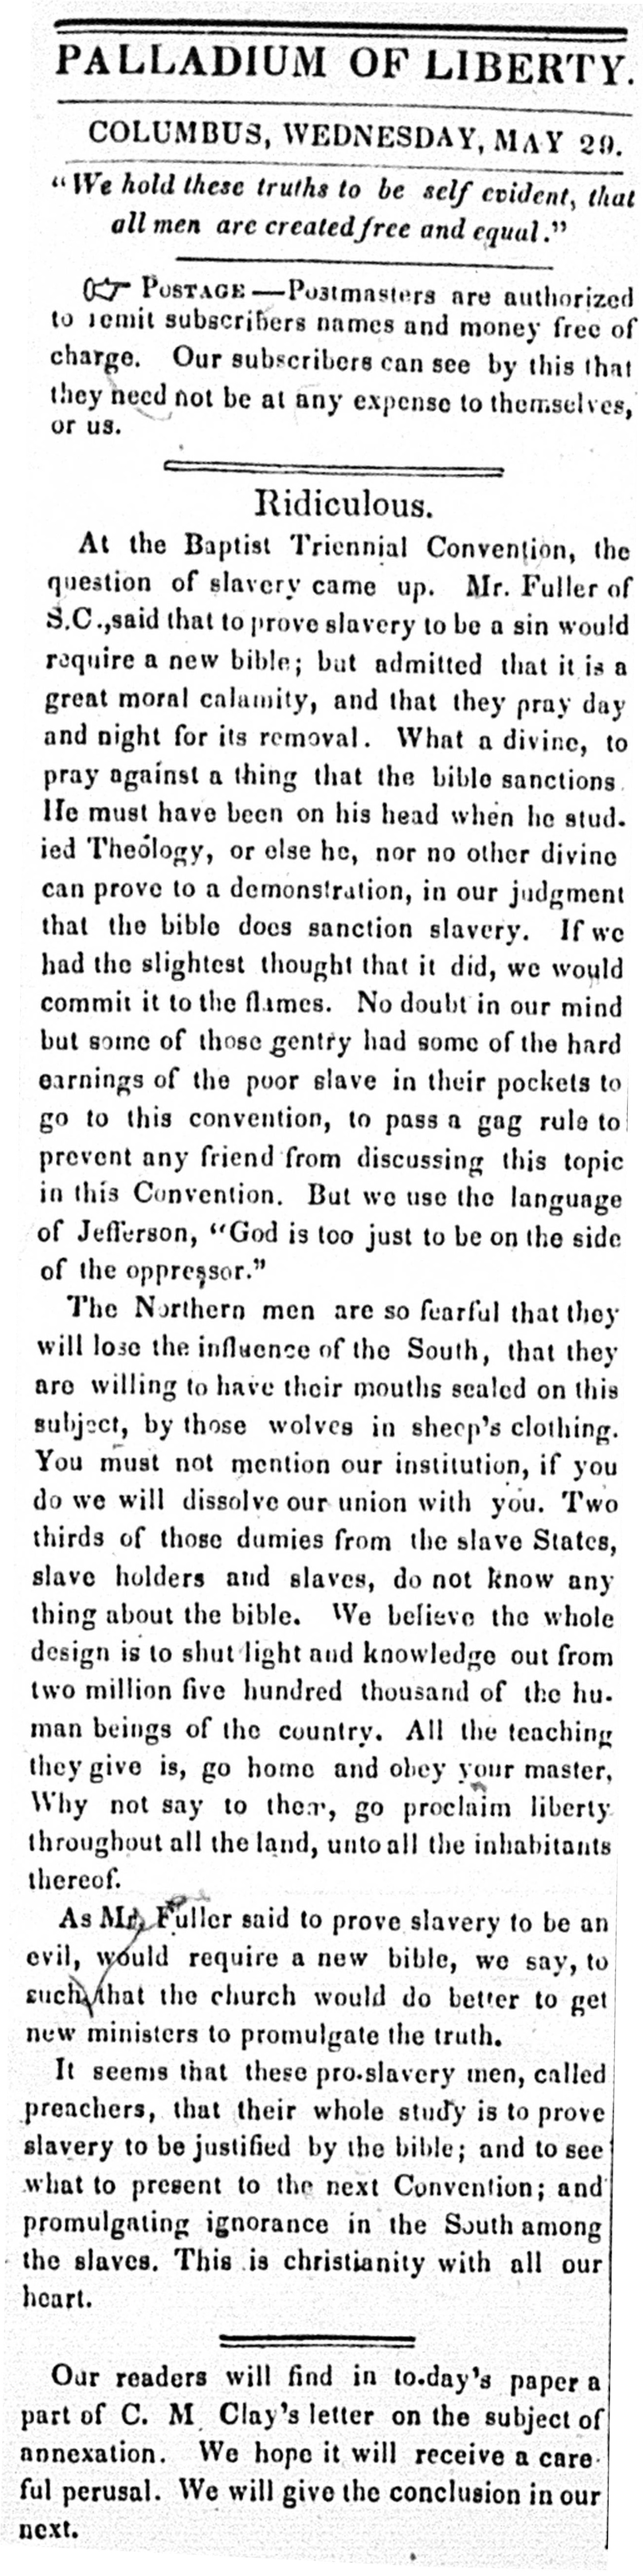 PALLADIUM OF LIBERTY.
COLUMBUS, WEDNESDAY, MAY 29.
"We hold these truths to be self evident, that
all men are created free and equal."
☞ POSTAGE—Postmasters are authorized
to remit subscribers names and money free of
charge. Our subscribers can see by this that
they need not be at any expense to themselves,
or us.
Ridiculous.
At the Baptist Triennial Convention, the
question of slavery came up. Mr. Fuller of
S.C.,said that to prove slavery to be a sin would
require a new bible; but admitted that it is a
great moral calamity, and that they pray day
and night for its removal. What a divine, to
pray against a thing that the bible sanctions.
He must have been on his head when he stud-
ied Theology, or else he, nor no other divine
can prove to a demonstration, in our judgment
that the bible does sanction slavery. If we
had the slightest thought that it did, we would
commit it to the flames. No doubt in our mind
but some of those gentry had some of the hard
earnings of the poor slave in their pockets to
go to this convention, to pass a gag rule to
prevent any friend from discussing this topic
in this Convention. But we use the language
of Jefferson, "God is too just to be on the side
of the oppressor."
The Northern men are so fearful that they
will lose the influence of the South, that they
are willing to have their mouths sealed on this
subject, by those wolves in sheep's clothing.
You must not mention our institution, if you
do we will dissolve our union with you. Two
thirds of those dumies from the slave States,
slave holders and slaves, do not know any
thing about the bible. We believe the whole
design is to shut light and knowledge out from
two million five hundred thousand of the hu-
man beings of the country. All the teaching
they give is, go home and obey your master,
Why not say to them, go proclaim liberty
throughout all the land, unto all the inhabitants
thereof.
As Mr. Fuller said to prove slavery to be an
evil, would require a new bible, we say, to
such, that the church would do better to get
new ministers to promulgate the truth.
It seems that these pro-slavery men, called
preachers, that their whole study is to prove
slavery to be justified by the bible; and to see
what to present to the next Convention; and
promulgating ignorance in the South among
the slaves. This is christianity with all our
heart.
Our readers will find in to-day's paper a
part of C. M. Clay's letter on the subject of
annexation. We hope it will receive a care-
ful perusal. We will give the conclusion in our
next.